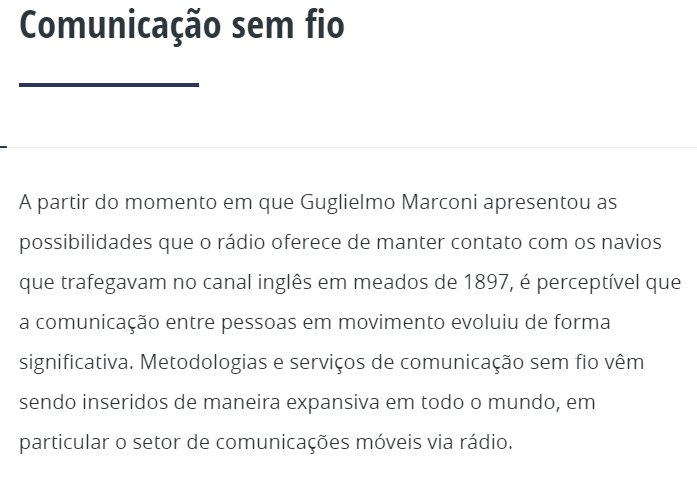 Comunicação sem fio
A partir do momento em que Guglielmo Marconi apresentou as
possibilidades que o rádio oferece de manter contato com os navios
que trafegavam no canal inglês em meados de 1897, é perceptível que
a comunicação entre pessoas em movimento evoluiu de forma
significativa. Metodologias e serviços de comunicação sem fio vêm
sendo inseridos de maneira expansiva em todo o mundo, em
particular o setor de comunicações móveis via rádio.